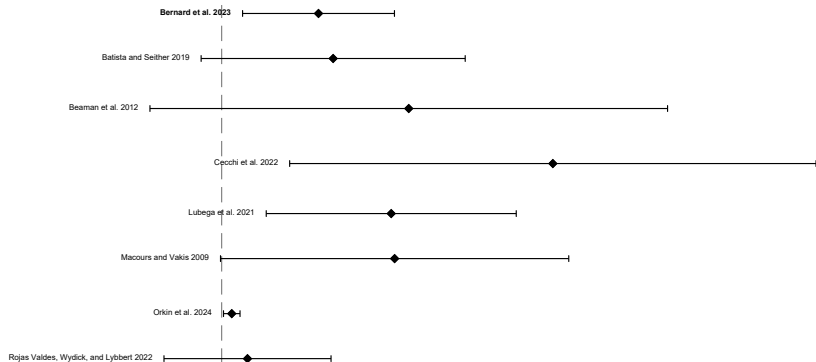 Bernard et al. 2023
Batista and Seither 2019
Beaman et al. 2012
Cecchi et al. 2022
Lubega et al. 2021
Macours and Vakis 2009
Orkin et al. 2024
Rojas Valdes, Wydick, and Lybbert 2022